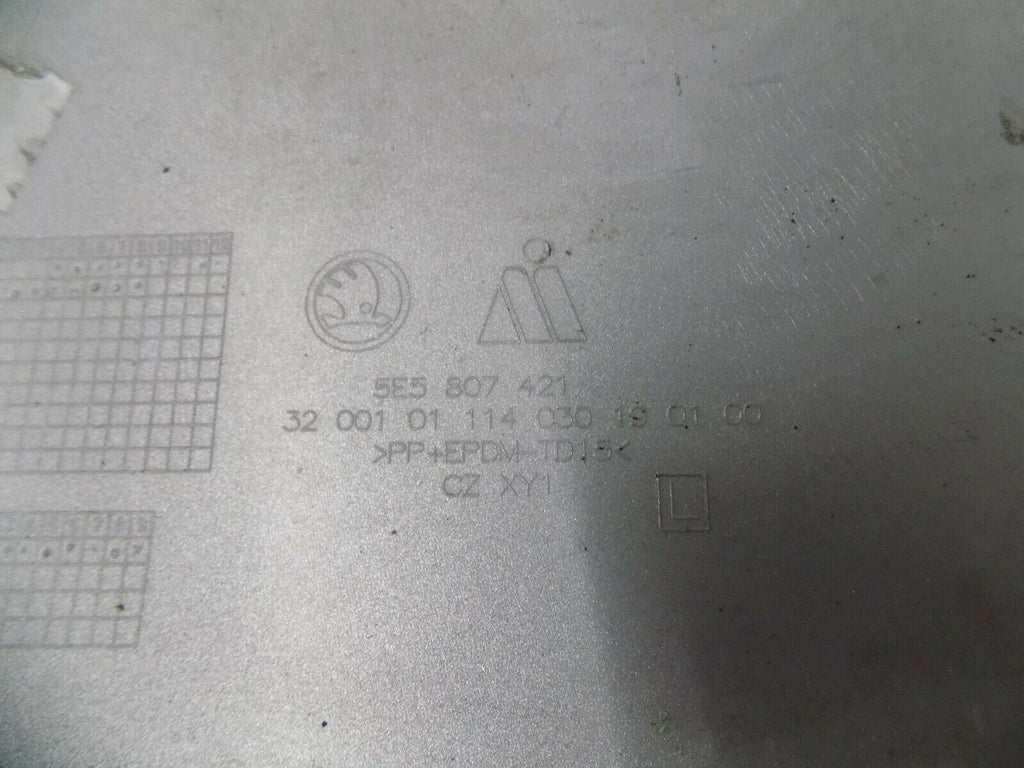 5E5 807 421
32 001 01 114 030 19 01 00
>PP+EPDM-TD15<
CZ XY1
L